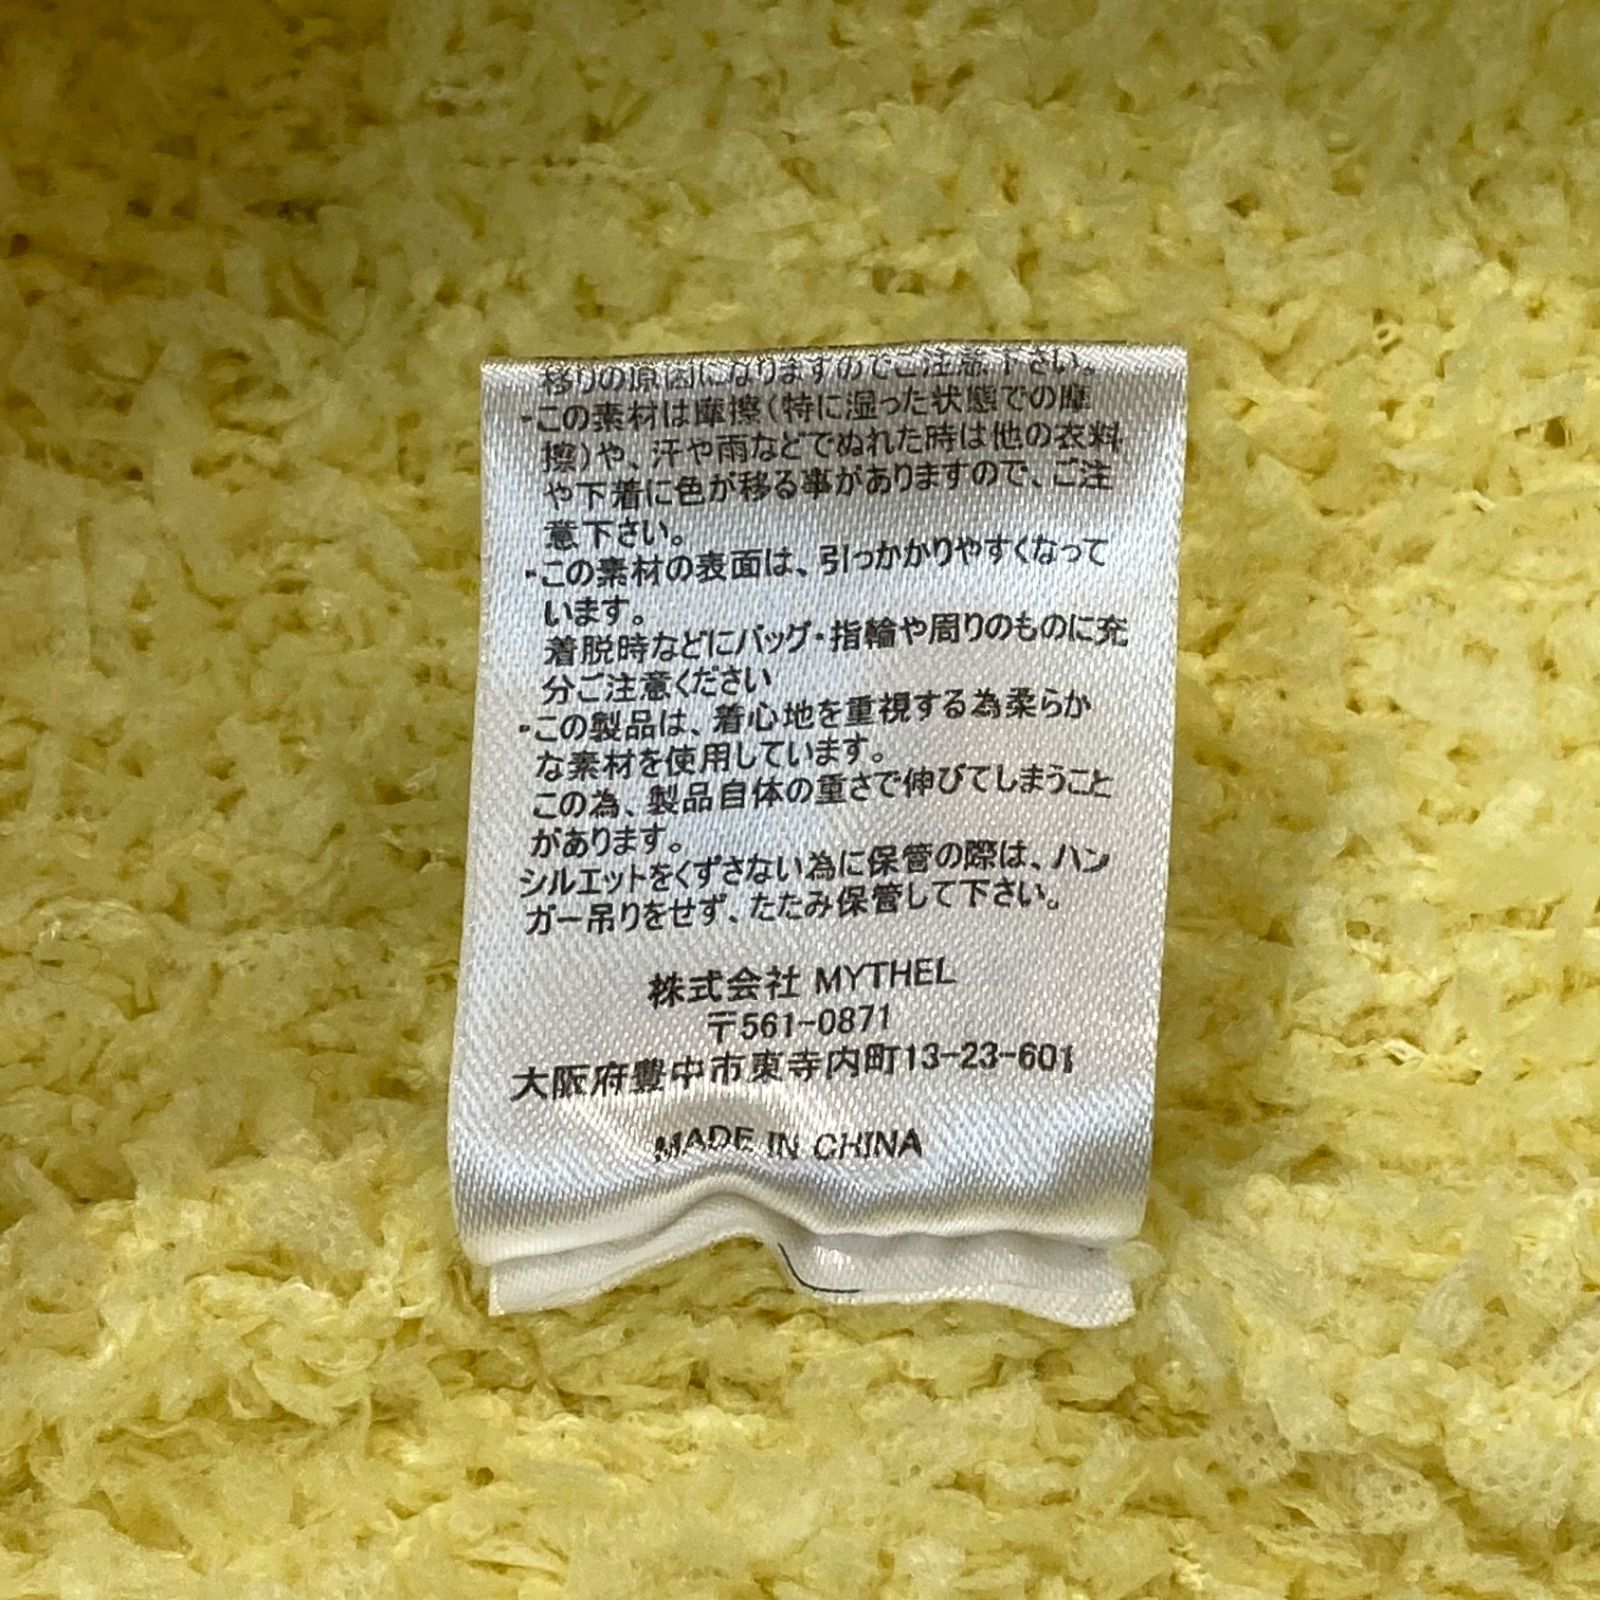 移りの原因になりますのでご注意下さい。
・この素材は摩擦(特に湿った状態での摩
擦)や、汗や雨などでぬれた時は他の衣料
や下着に色が移る事がありますので、ご注
意下さい。
・この素材の表面は、引っかかりやすくなって
います。
着脱時などにバッグ・指輪や周りのものに充
分ご注意ください
・この製品は、着心地を重視する為柔らか
な素材を使用しています。
この為、製品自体の重さで伸びてしまうこと
があります。
シルエットをくずさない為に保管の際は、ハン
ガー吊りをせず、たたみ保管して下さい。
株式会社 MYTHEL
〒561-0871
大阪府豊中市東寺内町13-23-601
MADE IN CHINA